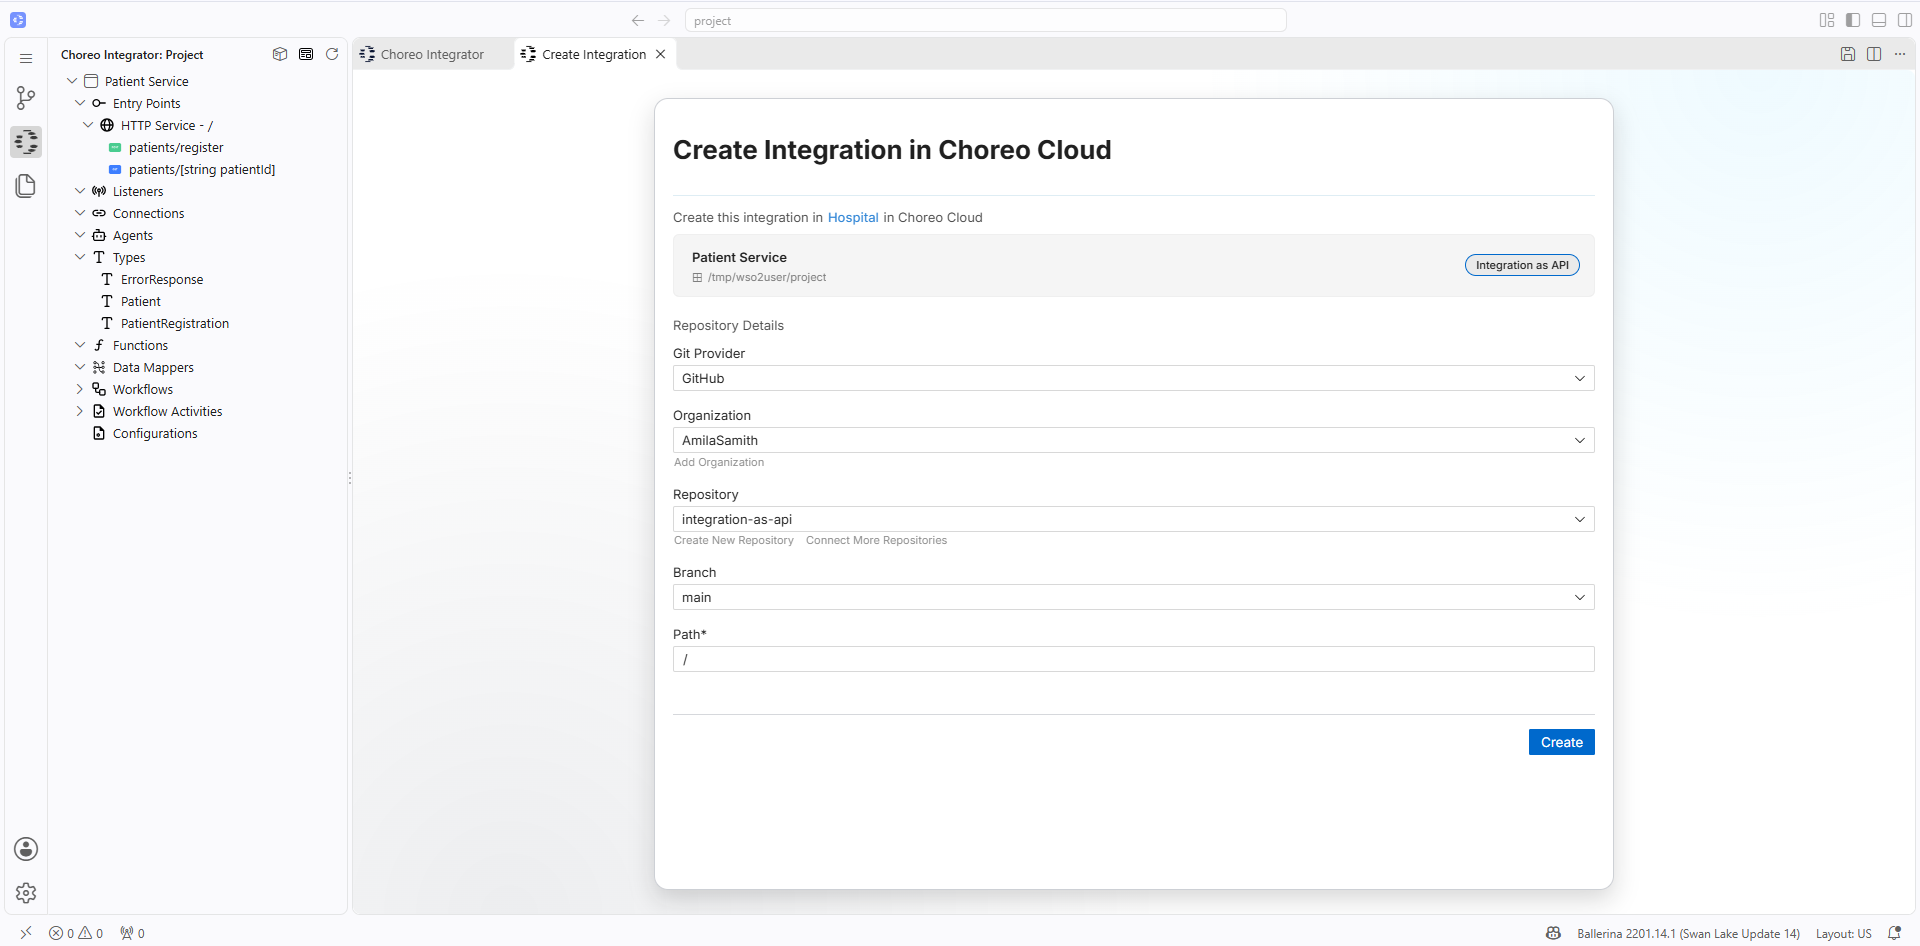 project
Choreo Integrator: Project
Patient Service
Entry Points
HTTP Service - /
patients/register
patients/[string patientId]
Listeners
Connections
Agents
Types
ErrorResponse
Patient
PatientRegistration
Functions
Data Mappers
Workflows
Workflow Activities
Configurations
Choreo Integrator
Create Integration
Create Integration in Choreo Cloud
Create this integration in Hospital in Choreo Cloud
Patient Service
/tmp/wso2user/project
Integration as API
Repository Details
Git Provider
GitHub
Organization
AmilaSamith
Add Organization
Repository
integration-as-api
Create New Repository Connect More Repositories
Branch
main
Path*
/
Create
0 0 0
Ballerina 2201.14.1 (Swan Lake Update 14) Layout: US